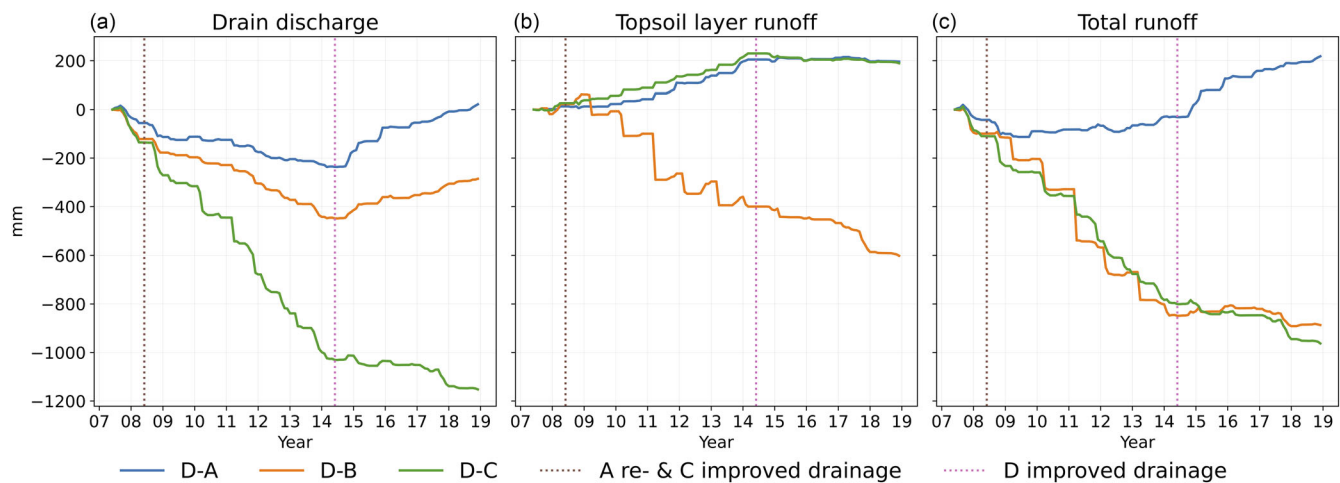 (a) Drain discharge
(b) Topsoil layer runoff
(c) Total runoff
200
0
−200
−400
−600
−800
−1000
−1200
mm
07 08 09 10 11 12 13 14 15 16 17 18 19
07 08 09 10 11 12 13 14 15 16 17 18 19
07 08 09 10 11 12 13 14 15 16 17 18 19
Year
Year
Year
D-A D-B D-C A re- & C improved drainage D improved drainage